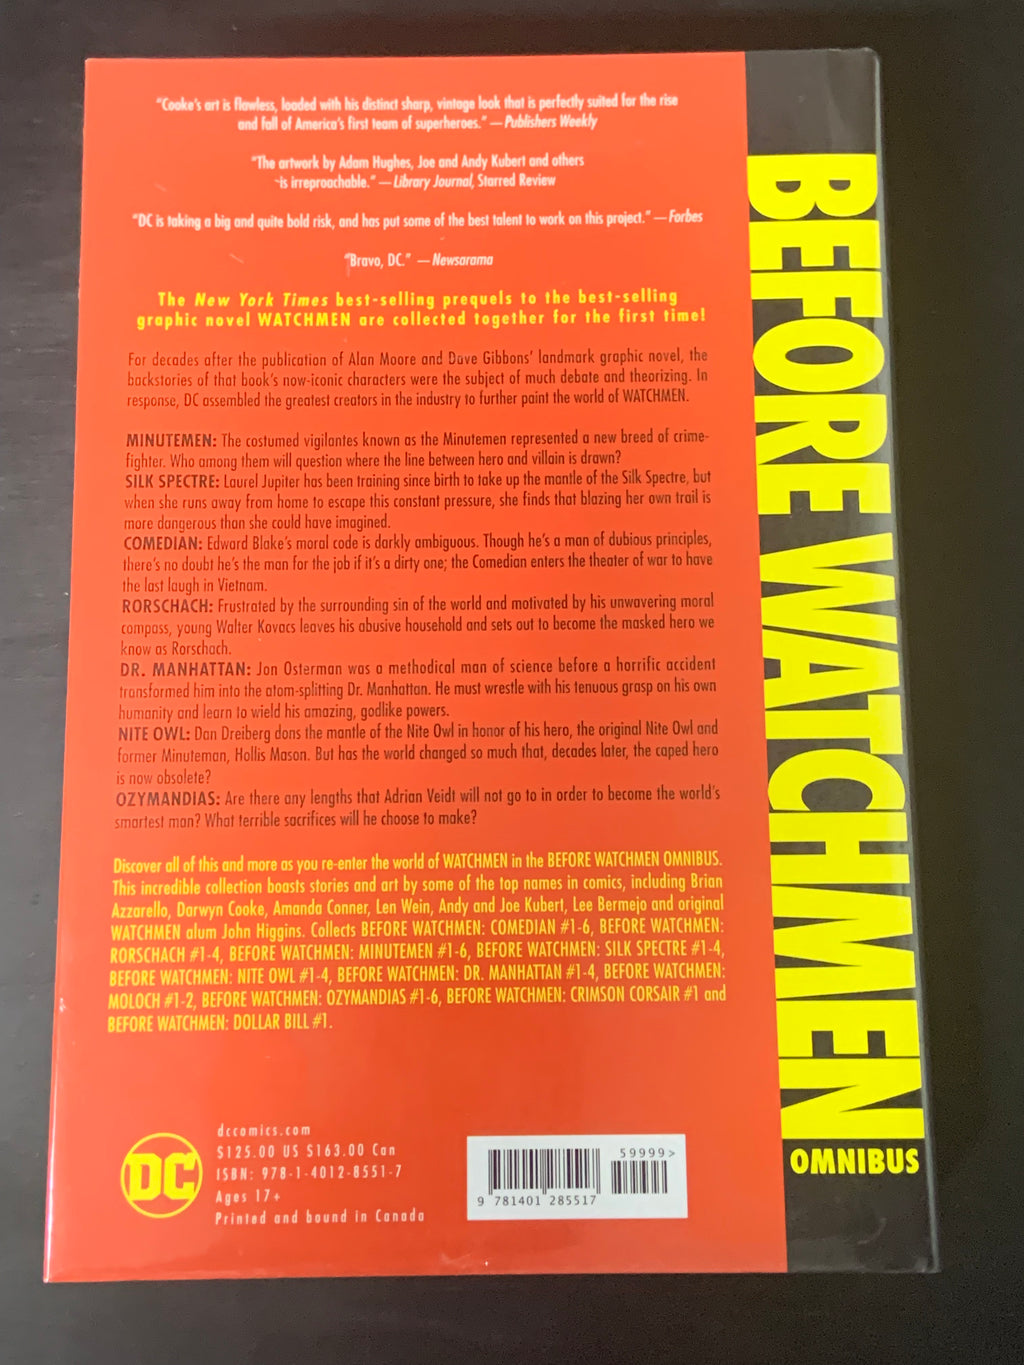 "Cooke's art is flawless, loaded with his distinct sharp, vintage look that is perfectly suited for the rise
and fall of America's first team of superheroes." —Publishers Weekly
"The artwork by Adam Hughes, Joe and Andy Kubert and others
is irreproachable." —Library Journal, Starred Review
"DC is taking a big and quite bold risk, and has put some of the best talent to work on this project." —Forbes
"Bravo, DC." —Newsarama
The New York Times best-selling prequels to the best-selling
graphic novel WATCHMEN are collected together for the first time!
For decades after the publication of Alan Moore and Dave Gibbons' landmark graphic novel, the
backstories of that book's now-iconic characters were the subject of much debate and theorizing. In
response, DC assembled the greatest creators in the industry to further paint the world of WATCHMEN.
MINUTEMEN: The costumed vigilantes known as the Minutemen represented a new breed of crime-
fighter. Who among them will question where the line between hero and villain is drawn?
SILK SPECTRE: Laurel Jupiter has been training since birth to take up the mantle of the Silk Spectre, but
when she runs away from home to escape this constant pressure, she finds that blazing her own trail is
more dangerous than she could have imagined.
COMEDIAN: Edward Blake's moral code is darkly ambiguous. Though he's a man of dubious principles,
there's no doubt he's the man for the job if it's a dirty one; the Comedian enters the theater of war to have
the last laugh in Vietnam.
RORSCHACH: Frustrated by the surrounding sin of the world and motivated by his unwavering moral
compass, young Walter Kovacs leaves his abusive household and sets out to become the masked hero we
know as Rorschach.
DR. MANHATTAN: Jon Osterman was a methodical man of science before a horrific accident
transformed him into the atom-splitting Dr. Manhattan. He must wrestle with his tenuous grasp on his own
humanity and learn to wield his amazing, godlike powers.
NITE OWL: Dan Dreiberg dons the mantle of the Nite Owl in honor of his hero, the original Nite Owl and
former Minuteman, Hollis Mason. But has the world changed so much that, decades later, the caped hero
is now obsolete?
OZYMANDIAS: Are there any lengths that Adrian Veidt will not go to in order to become the world's
smartest man? What terrible sacrifices will he choose to make?
Discover all of this and more as you re-enter the world of WATCHMEN in the BEFORE WATCHMEN OMNIBUS.
This incredible collection boasts stories and art by some of the top names in comics, including Brian
Azzarello, Darwyn Cooke, Amanda Conner, Len Wein, Andy and Joe Kubert, Lee Bermejo and original
WATCHMEN alum John Higgins. Collects BEFORE WATCHMEN: COMEDIAN #1-6, BEFORE WATCHMEN:
RORSCHACH #1-4, BEFORE WATCHMEN: MINUTEMEN #1-6, BEFORE WATCHMEN: SILK SPECTRE #1-4,
BEFORE WATCHMEN: NITE OWL #1-4, BEFORE WATCHMEN: DR. MANHATTAN #1-4, BEFORE WATCHMEN:
MOLOCH #1-2, BEFORE WATCHMEN: OZYMANDIAS #1-6, BEFORE WATCHMEN: CRIMSON CORSAIR #1 and
BEFORE WATCHMEN: DOLLAR BILL #1.
DC
dccomics.com
$125.00 US $163.00 Can
ISBN: 978-1-4012-8551-7
Ages 17+
Printed and bound in Canada
59999>
9 781401 285517
BEFORE WATCHMEN
OMNIBUS